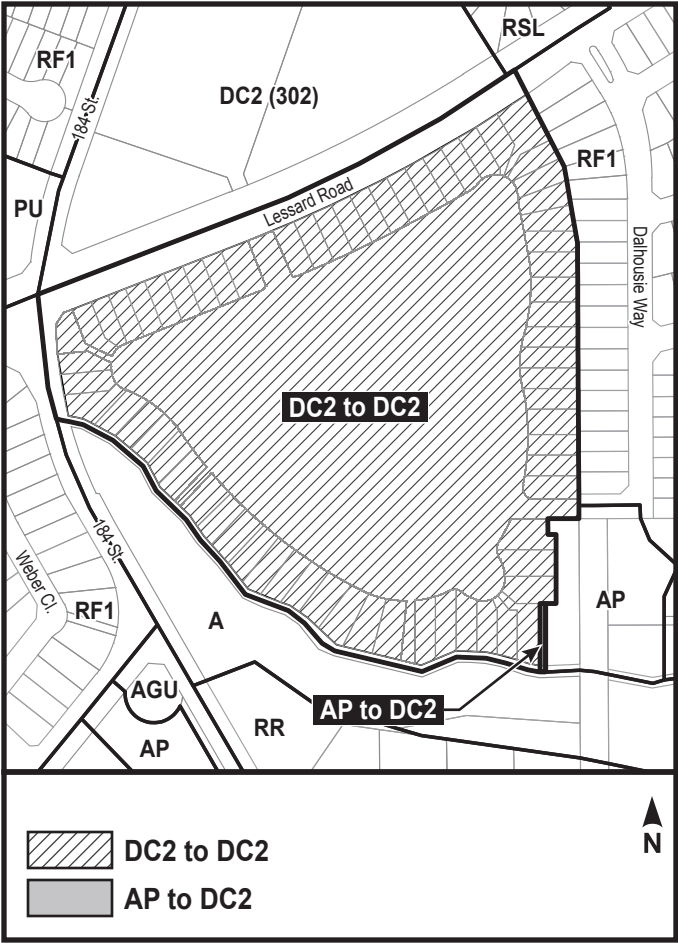 RSL
RF1
DC2 (302)
184 St.
RF1
PU
Lessard Road
Dalhousie Way
DC2 to DC2
184 St.
Weber Cl.
RF1
A
AP
AGU
AP to DC2
RR
AP
DC2 to DC2
AP to DC2
N